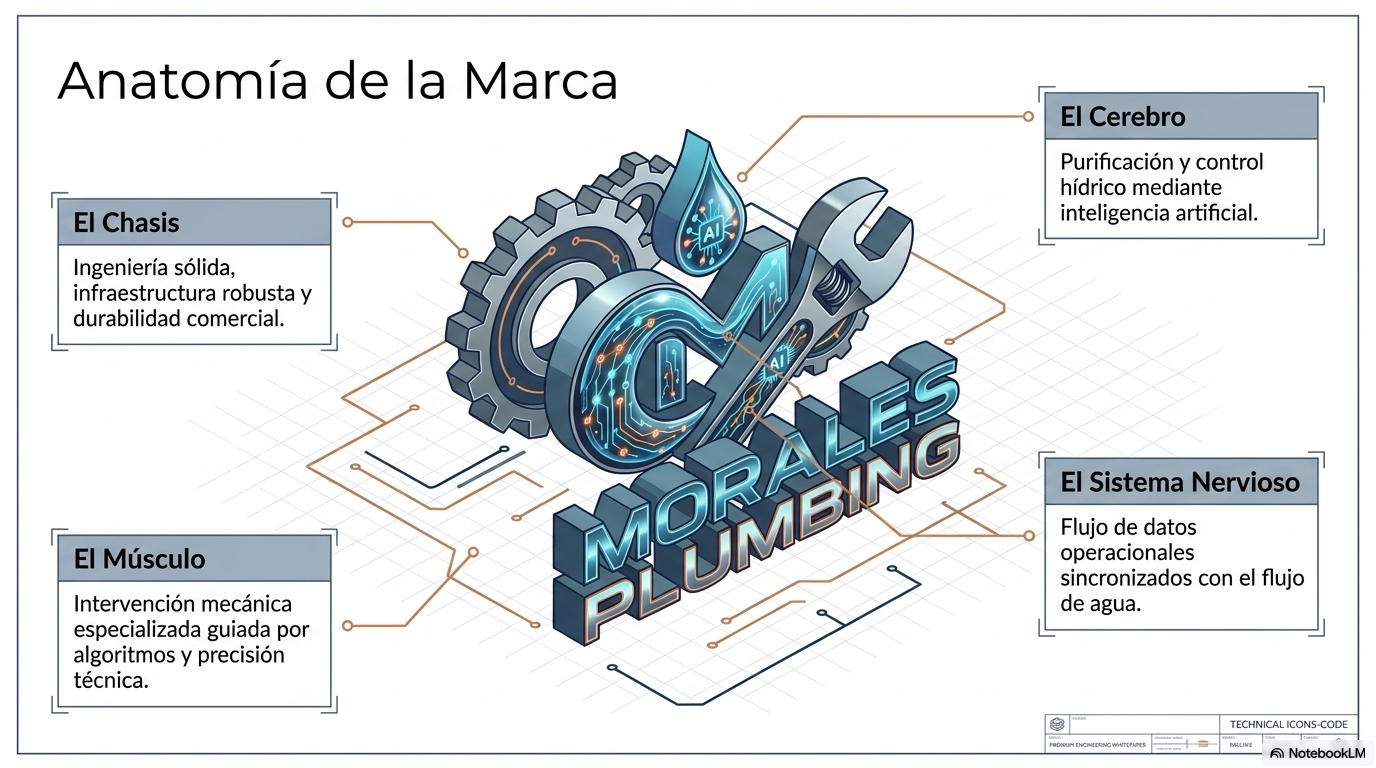 Anatomía de la Marca
El Chasis
Ingeniería sólida,
infraestructura robusta y
durabilidad comercial.
El Músculo
Intervención mecánica
especializada guiada por
algoritmos y precisión
técnica.
AI
AI
MORALES
PLUMBING
El Cerebro
Purificación y control
hídrico mediante
inteligencia artificial.
El Sistema Nervioso
Flujo de datos
operacionales
sincronizados con el flujo
de agua.
TECHNICAL ICONS-CODE
NotebookLM